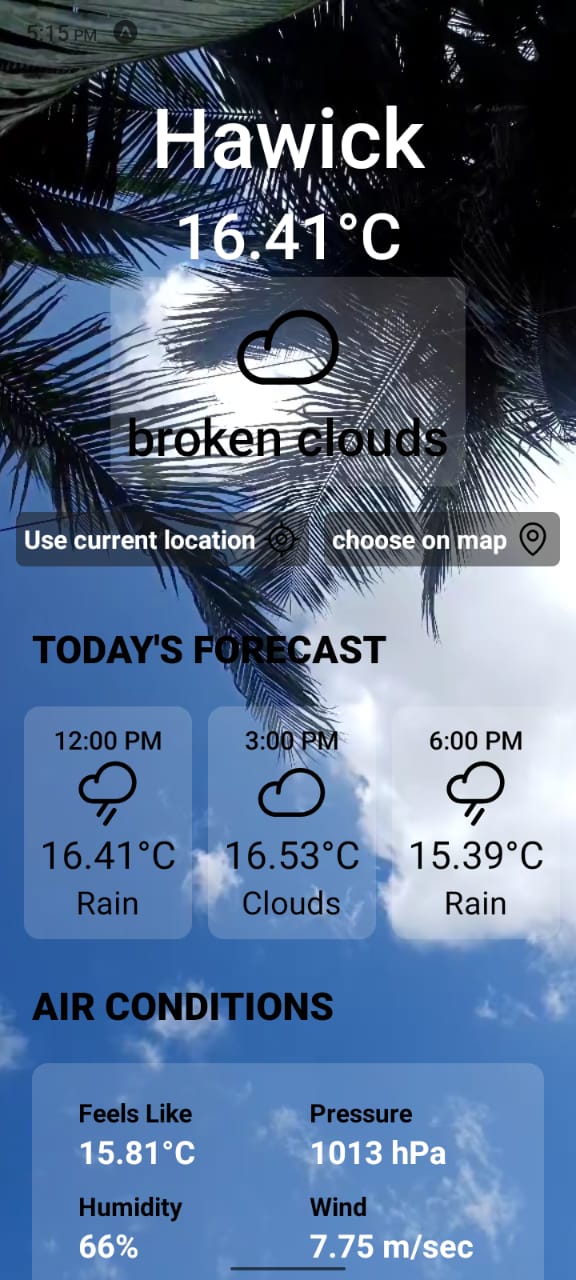 5:15 PM
Hawick
16.41°C
broken clouds
Use current location
choose on map
TODAY'S FORECAST
12:00 PM
16.41°C
Rain
3:00 PM
16.53°C
Clouds
6:00 PM
15.39°C
Rain
AIR CONDITIONS
Feels Like
15.81°C
Pressure
1013 hPa
Humidity
66%
Wind
7.75 m/sec